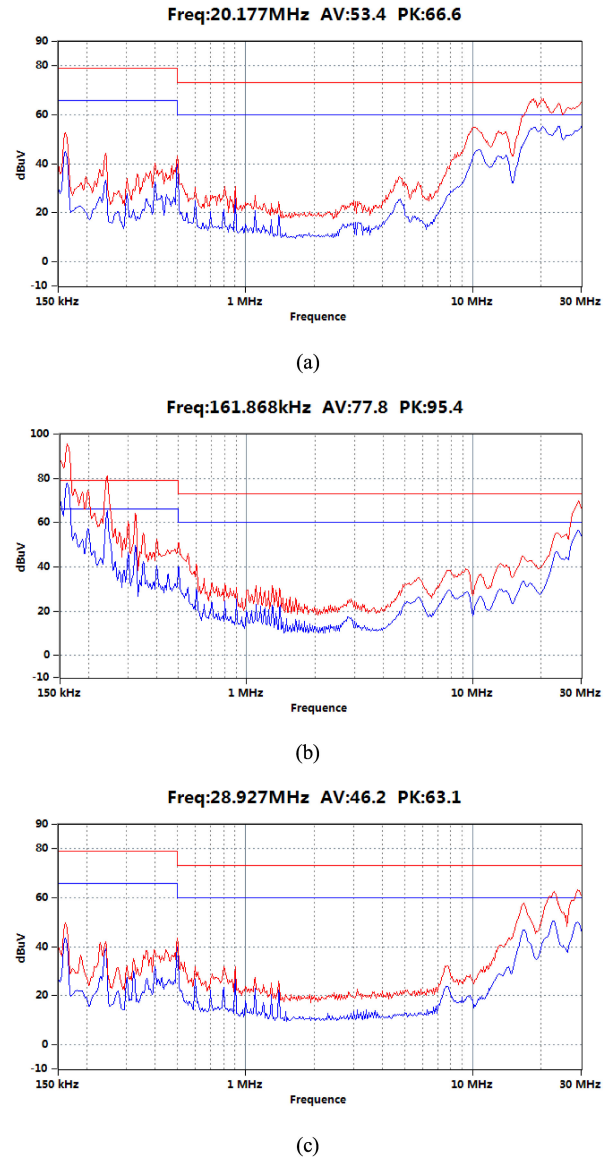 Freq:20.177MHz AV:53.4 PK:66.6
90
80
60
40
20
0
-10
dBuV
150 kHz 1 MHz 10 MHz 30 MHz
Frequence
(a)
Freq:161.868kHz AV:77.8 PK:95.4
100
80
60
40
20
0
-10
dBuV
150 kHz 1 MHz 10 MHz 30 MHz
Frequence
(b)
Freq:28.927MHz AV:46.2 PK:63.1
90
80
60
40
20
0
-10
dBuV
150 kHz 1 MHz 10 MHz 30 MHz
Frequence
(c)